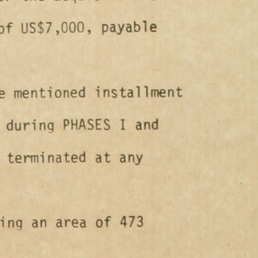 of US$7,000, payable
e mentioned installment
during PHASES I and
terminated at any
ing an area of 473